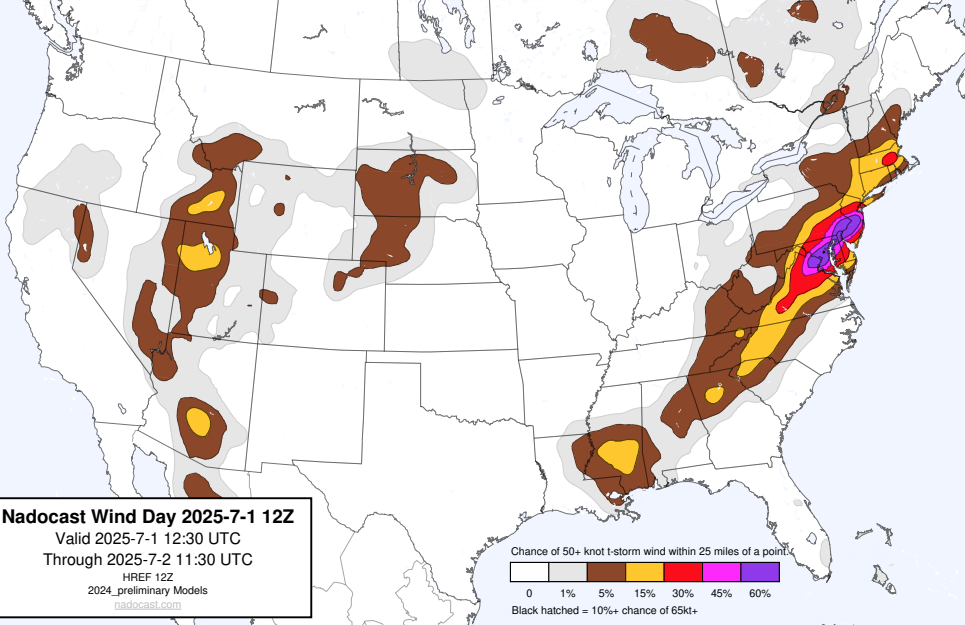 Nadocast Wind Day 2025-7-1 12Z
Valid 2025-7-1 12:30 UTC
Through 2025-7-2 11:30 UTC
HREF 12Z
2024_preliminary Models
nadocast.com
Chance of 50+ knot t-storm wind within 25 miles of a point.
0 1% 5% 15% 30% 45% 60%
Black hatched = 10%+ chance of 65kt+